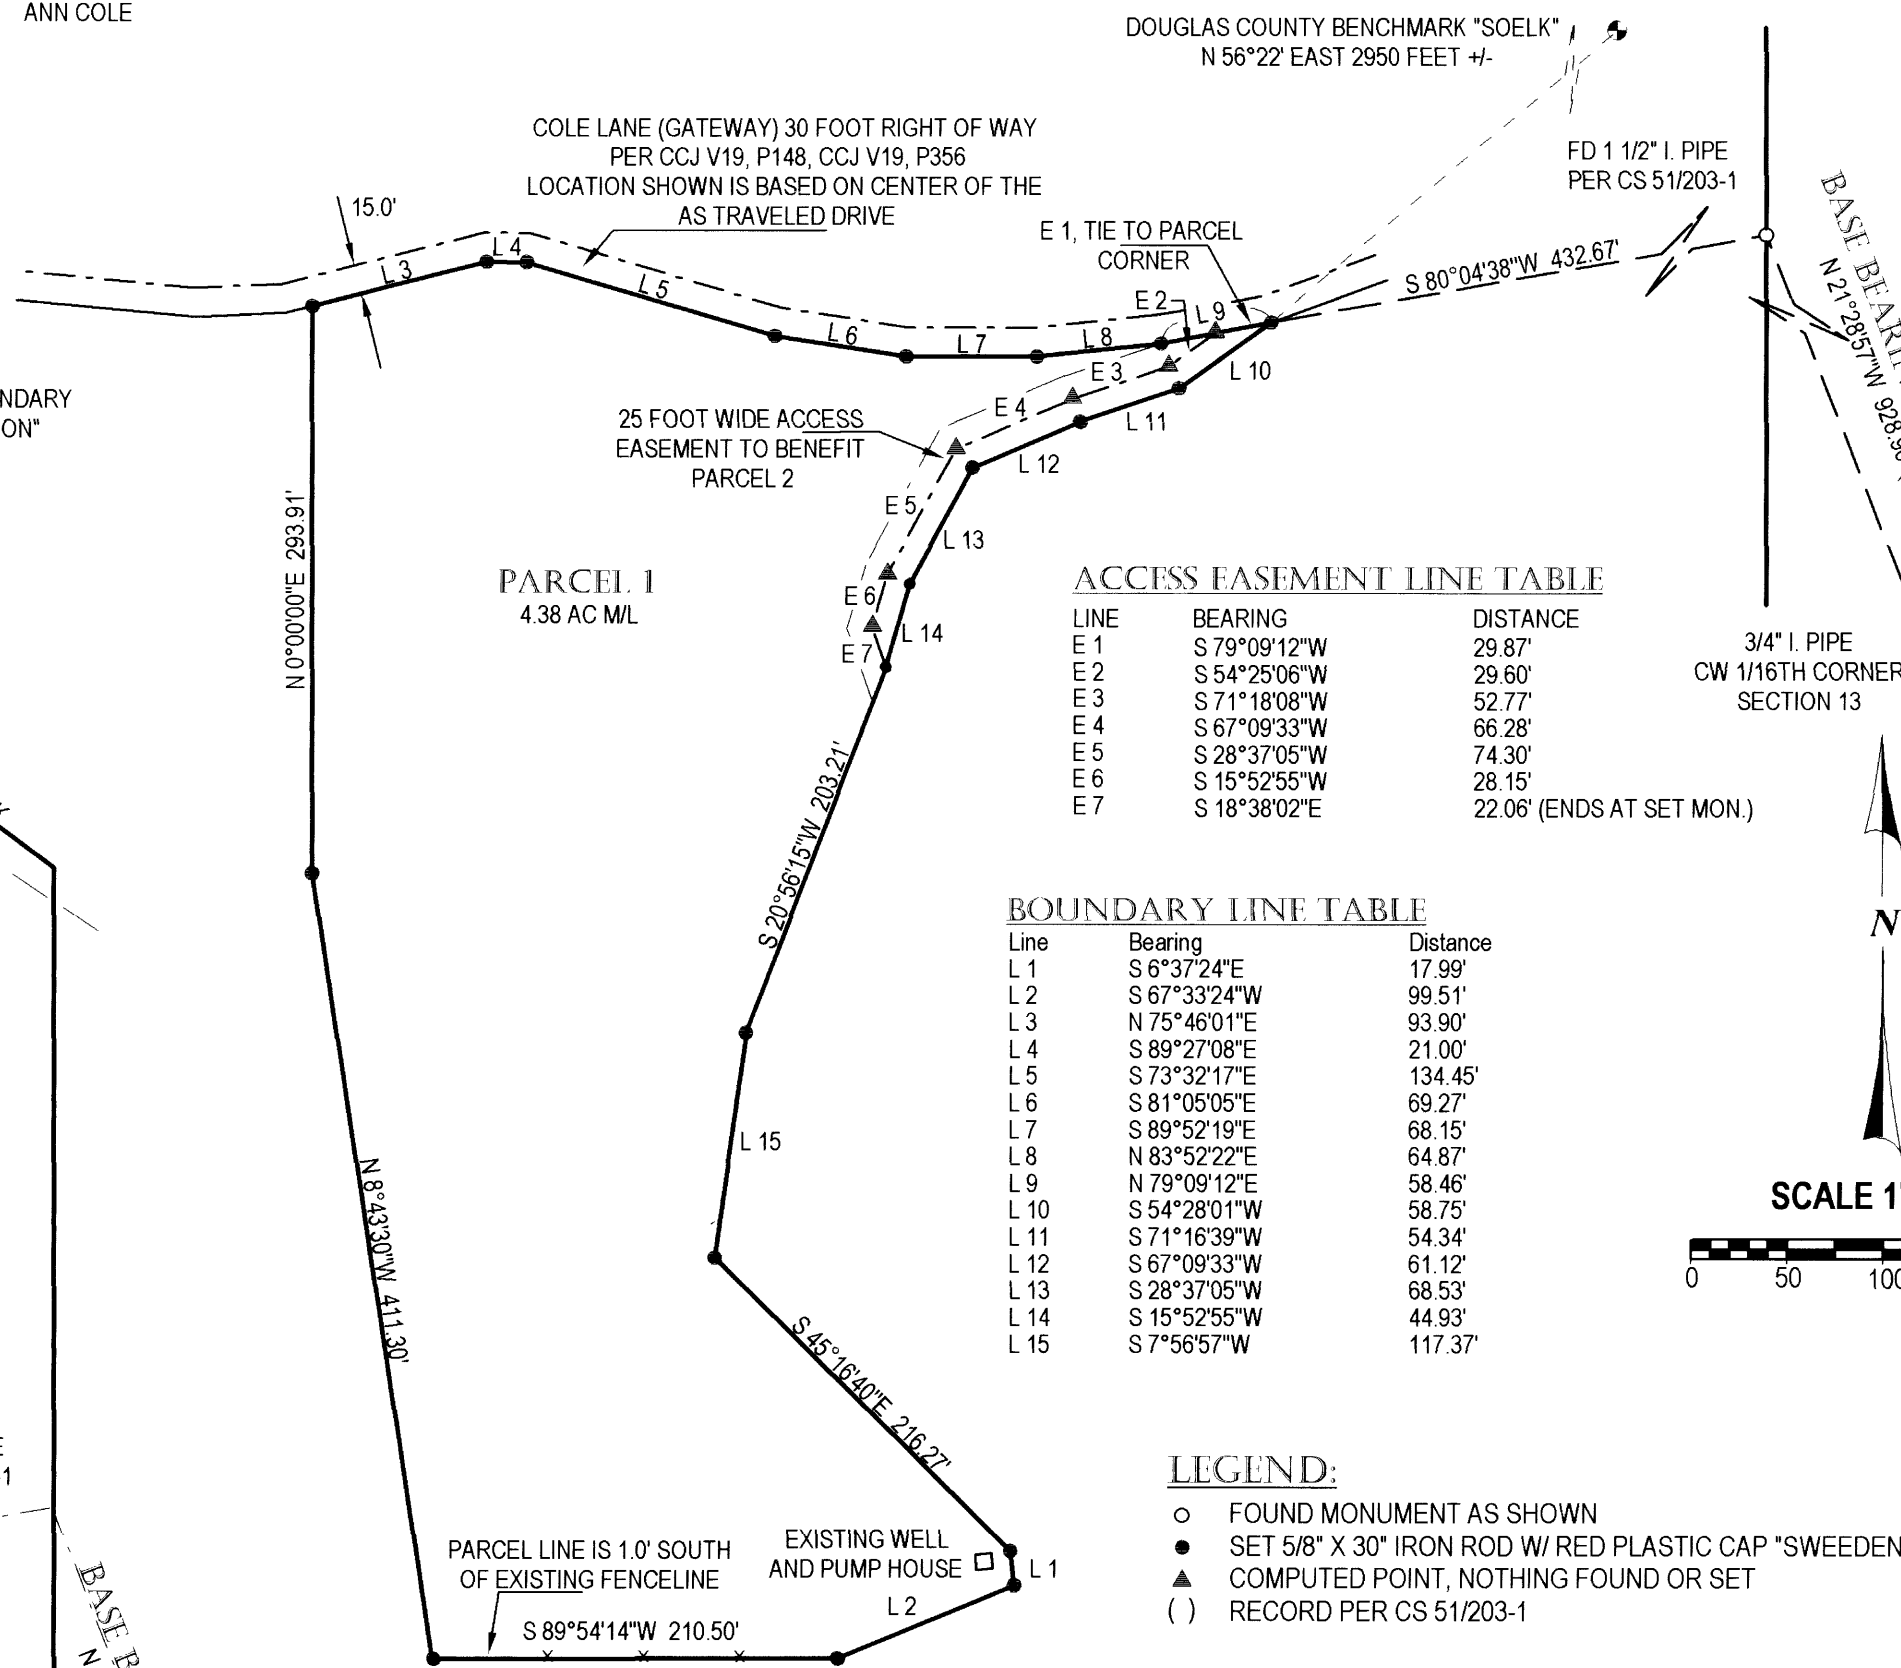 ANN COLE
DOUGLAS COUNTY BENCHMARK "SOELK"
N 56°22' EAST 2950 FEET +/-
COLE LANE (GATEWAY) 30 FOOT RIGHT OF WAY
PER CCJ V19, P148, CCJ V19, P356
LOCATION SHOWN IS BASED ON CENTER OF THE
AS TRAVELED DRIVE
FD 1 1/2" I. PIPE
PER CS 51/203-1
15.0'
E 1, TIE TO PARCEL
CORNER
S 80°04'38"W 432.67'
N 21°28'57"W
L 3
L 4
L 5
L 6
L 7
L 8
L 9
E 2
E 3
E 4
E 5
E 6
E 7
L 10
L 11
L 12
L 13
L 14
NDARY
ON"
25 FOOT WIDE ACCESS
EASEMENT TO BENEFIT
PARCEL 2
N 0°00'00"E 293.91'
PARCEL 1
4.38 AC M/L
ACCESS EASEMENT LINE TABLE
LINE BEARING DISTANCE
E 1 S 79°09'12"W 29.87'
E 2 S 54°25'06"W 29.60'
E 3 S 71°18'08"W 52.77'
E 4 S 67°09'33"W 66.28'
E 5 S 28°37'05"W 74.30'
E 6 S 15°52'55"W 28.15'
E 7 S 18°38'02"E 22.06' (ENDS AT SET MON.)
3/4" I. PIPE
CW 1/16TH CORNER
SECTION 13
S 20°56'15"W 203.21'
BOUNDARY LINE TABLE
Line Bearing Distance
L 1 S 6°37'24"E 17.99'
L 2 S 67°33'24"W 99.51'
L 3 N 75°46'01"E 93.90'
L 4 S 89°27'08"E 21.00'
L 5 S 73°32'17"E 134.45'
L 6 S 81°05'05"E 69.27'
L 7 S 89°52'19"E 68.15'
L 8 N 83°52'22"E 64.87'
L 9 N 79°09'12"E 58.46'
L 10 S 54°28'01"W 58.75'
L 11 S 71°16'39"W 54.34'
L 12 S 67°09'33"W 61.12'
L 13 S 28°37'05"W 68.53'
L 14 S 15°52'55"W 44.93'
L 15 S 7°56'57"W 117.37'
N
SCALE 1"
0 50 100
L 15
N 8°43'30"W 411.30'
S 45°16'40"E 216.27'
LEGEND:
FOUND MONUMENT AS SHOWN
SET 5/8" X 30" IRON ROD W/ RED PLASTIC CAP "SWEEDEN
COMPUTED POINT, NOTHING FOUND OR SET
( ) RECORD PER CS 51/203-1
EXISTING WELL
AND PUMP HOUSE
L 1
L 2
PARCEL LINE IS 1.0' SOUTH
OF EXISTING FENCELINE
S 89°54'14"W 210.50'
BASE B
N